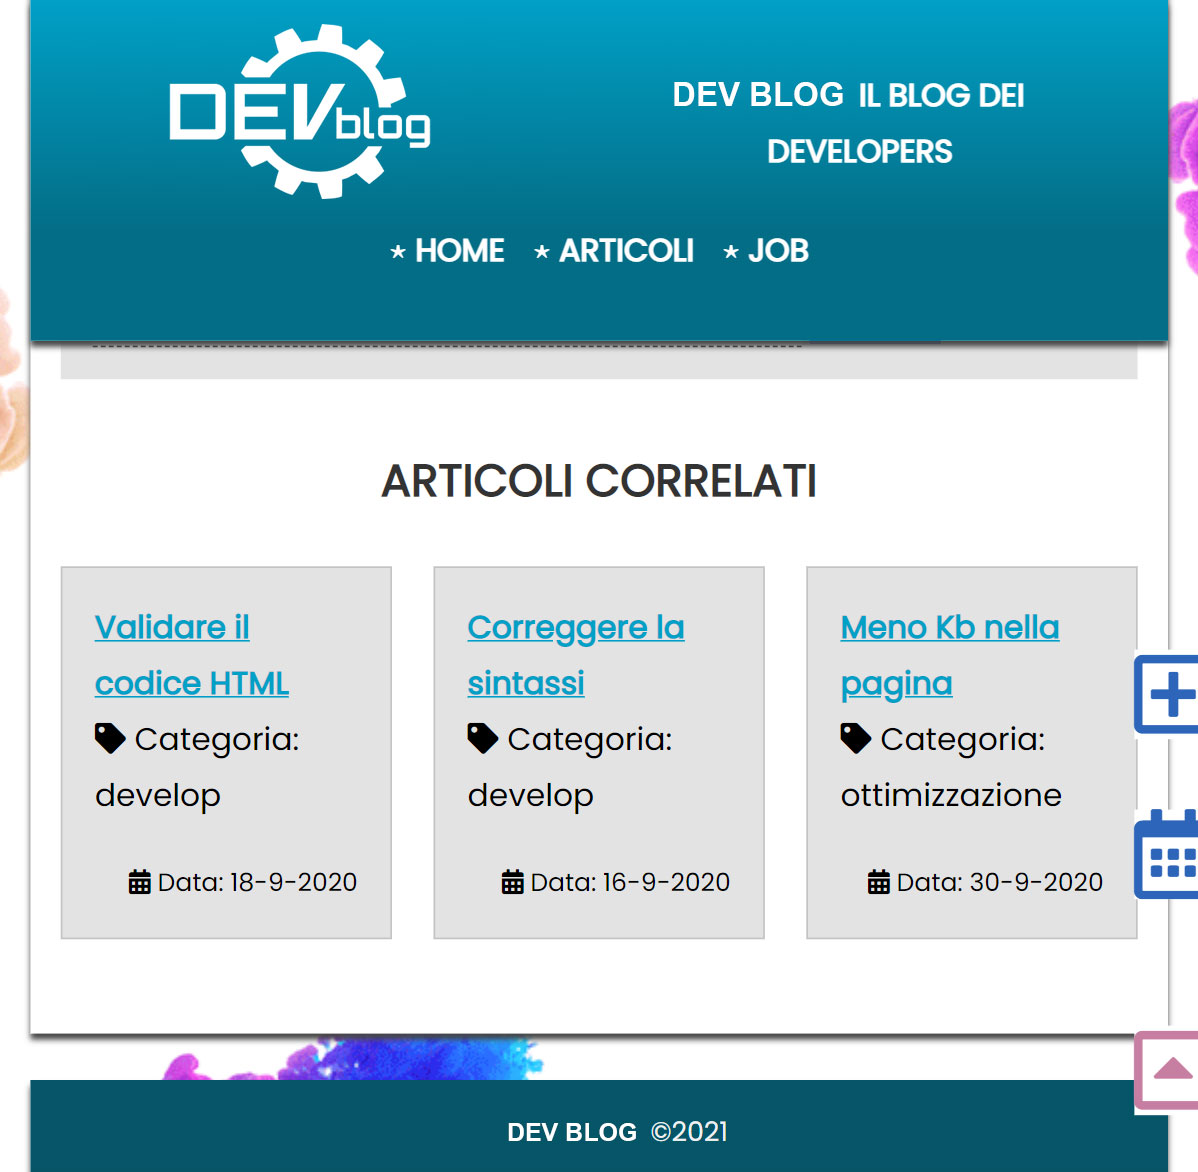 DEVblog
DEV BLOG IL BLOG DEI
DEVELOPERS
HOME ARTICOLI JOB
ARTICOLI CORRELATI
Validare il
codice HTML
Categoria:
develop
Data: 18-9-2020
Correggere la
sintassi
Categoria:
develop
Data: 16-9-2020
Meno Kb nella
pagina
Categoria:
ottimizzazione
Data: 30-9-2020
DEV BLOG ©2021